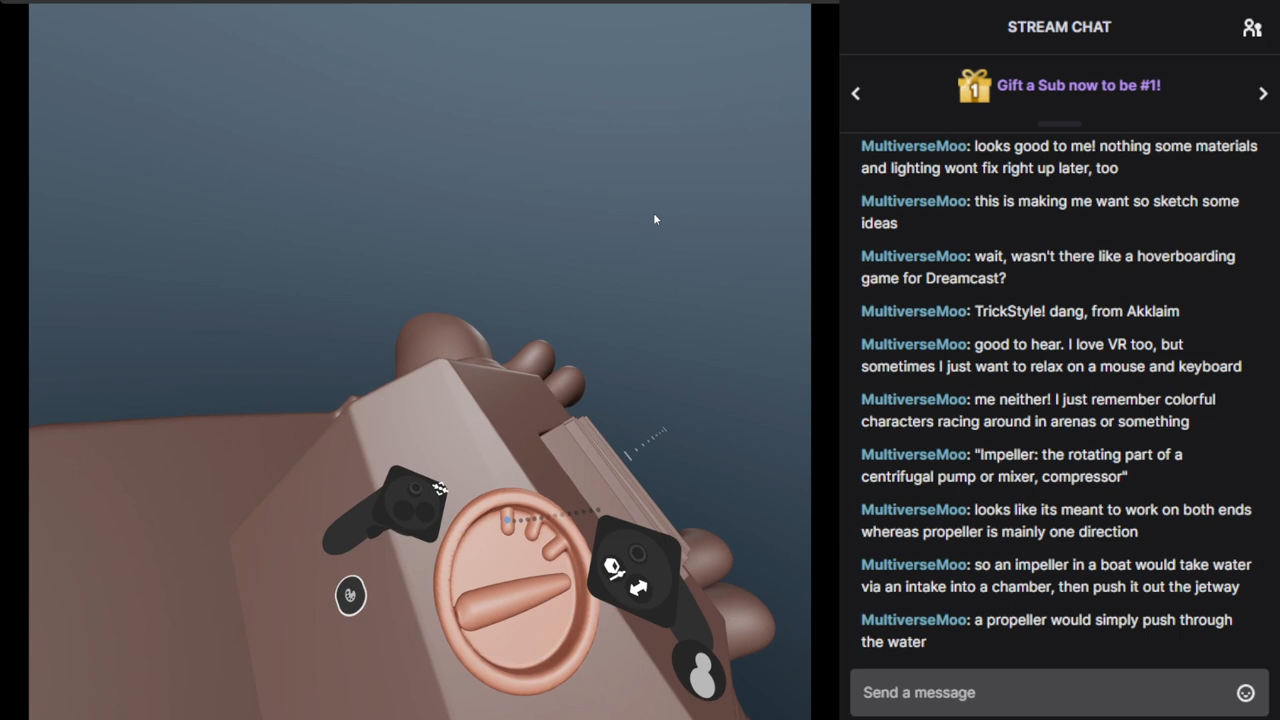 STREAM CHAT
1
Gift a Sub now to be #1!
MultiverseMoo: looks good to me! nothing some materials
and lighting wont fix right up later, too
MultiverseMoo: this is making me want so sketch some
ideas
MultiverseMoo: wait, wasn't there like a hoverboarding
game for Dreamcast?
MultiverseMoo: TrickStyle! dang, from Akklaim
MultiverseMoo: good to hear. I love VR too, but
sometimes I just want to relax on a mouse and keyboard
MultiverseMoo: me neither! I just remember colorful
characters racing around in arenas or something
MultiverseMoo: "Impeller: the rotating part of a
centrifugal pump or mixer, compressor"
MultiverseMoo: looks like its meant to work on both ends
whereas propeller is mainly one direction
MultiverseMoo: so an impeller in a boat would take water
via an intake into a chamber, then push it out the jetway
MultiverseMoo: a propeller would simply push through
the water
Send a message